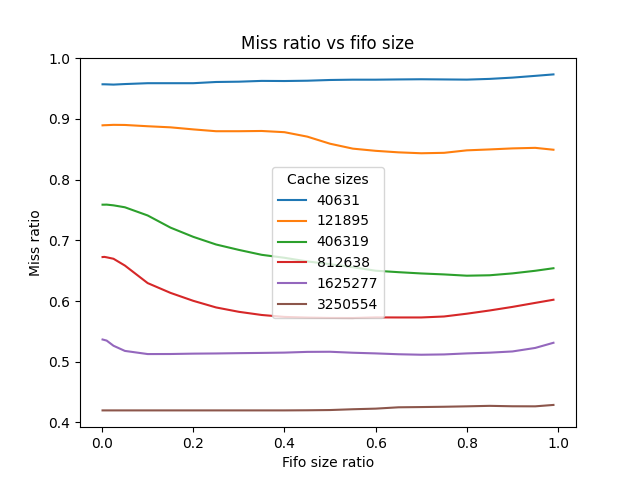 Miss ratio vs fifo size
1.0
0.9
0.8
0.7
0.6
0.5
0.4
Miss ratio
Cache sizes
40631
121895
406319
812638
1625277
3250554
0.0 0.2 0.4 0.6 0.8 1.0
Fifo size ratio